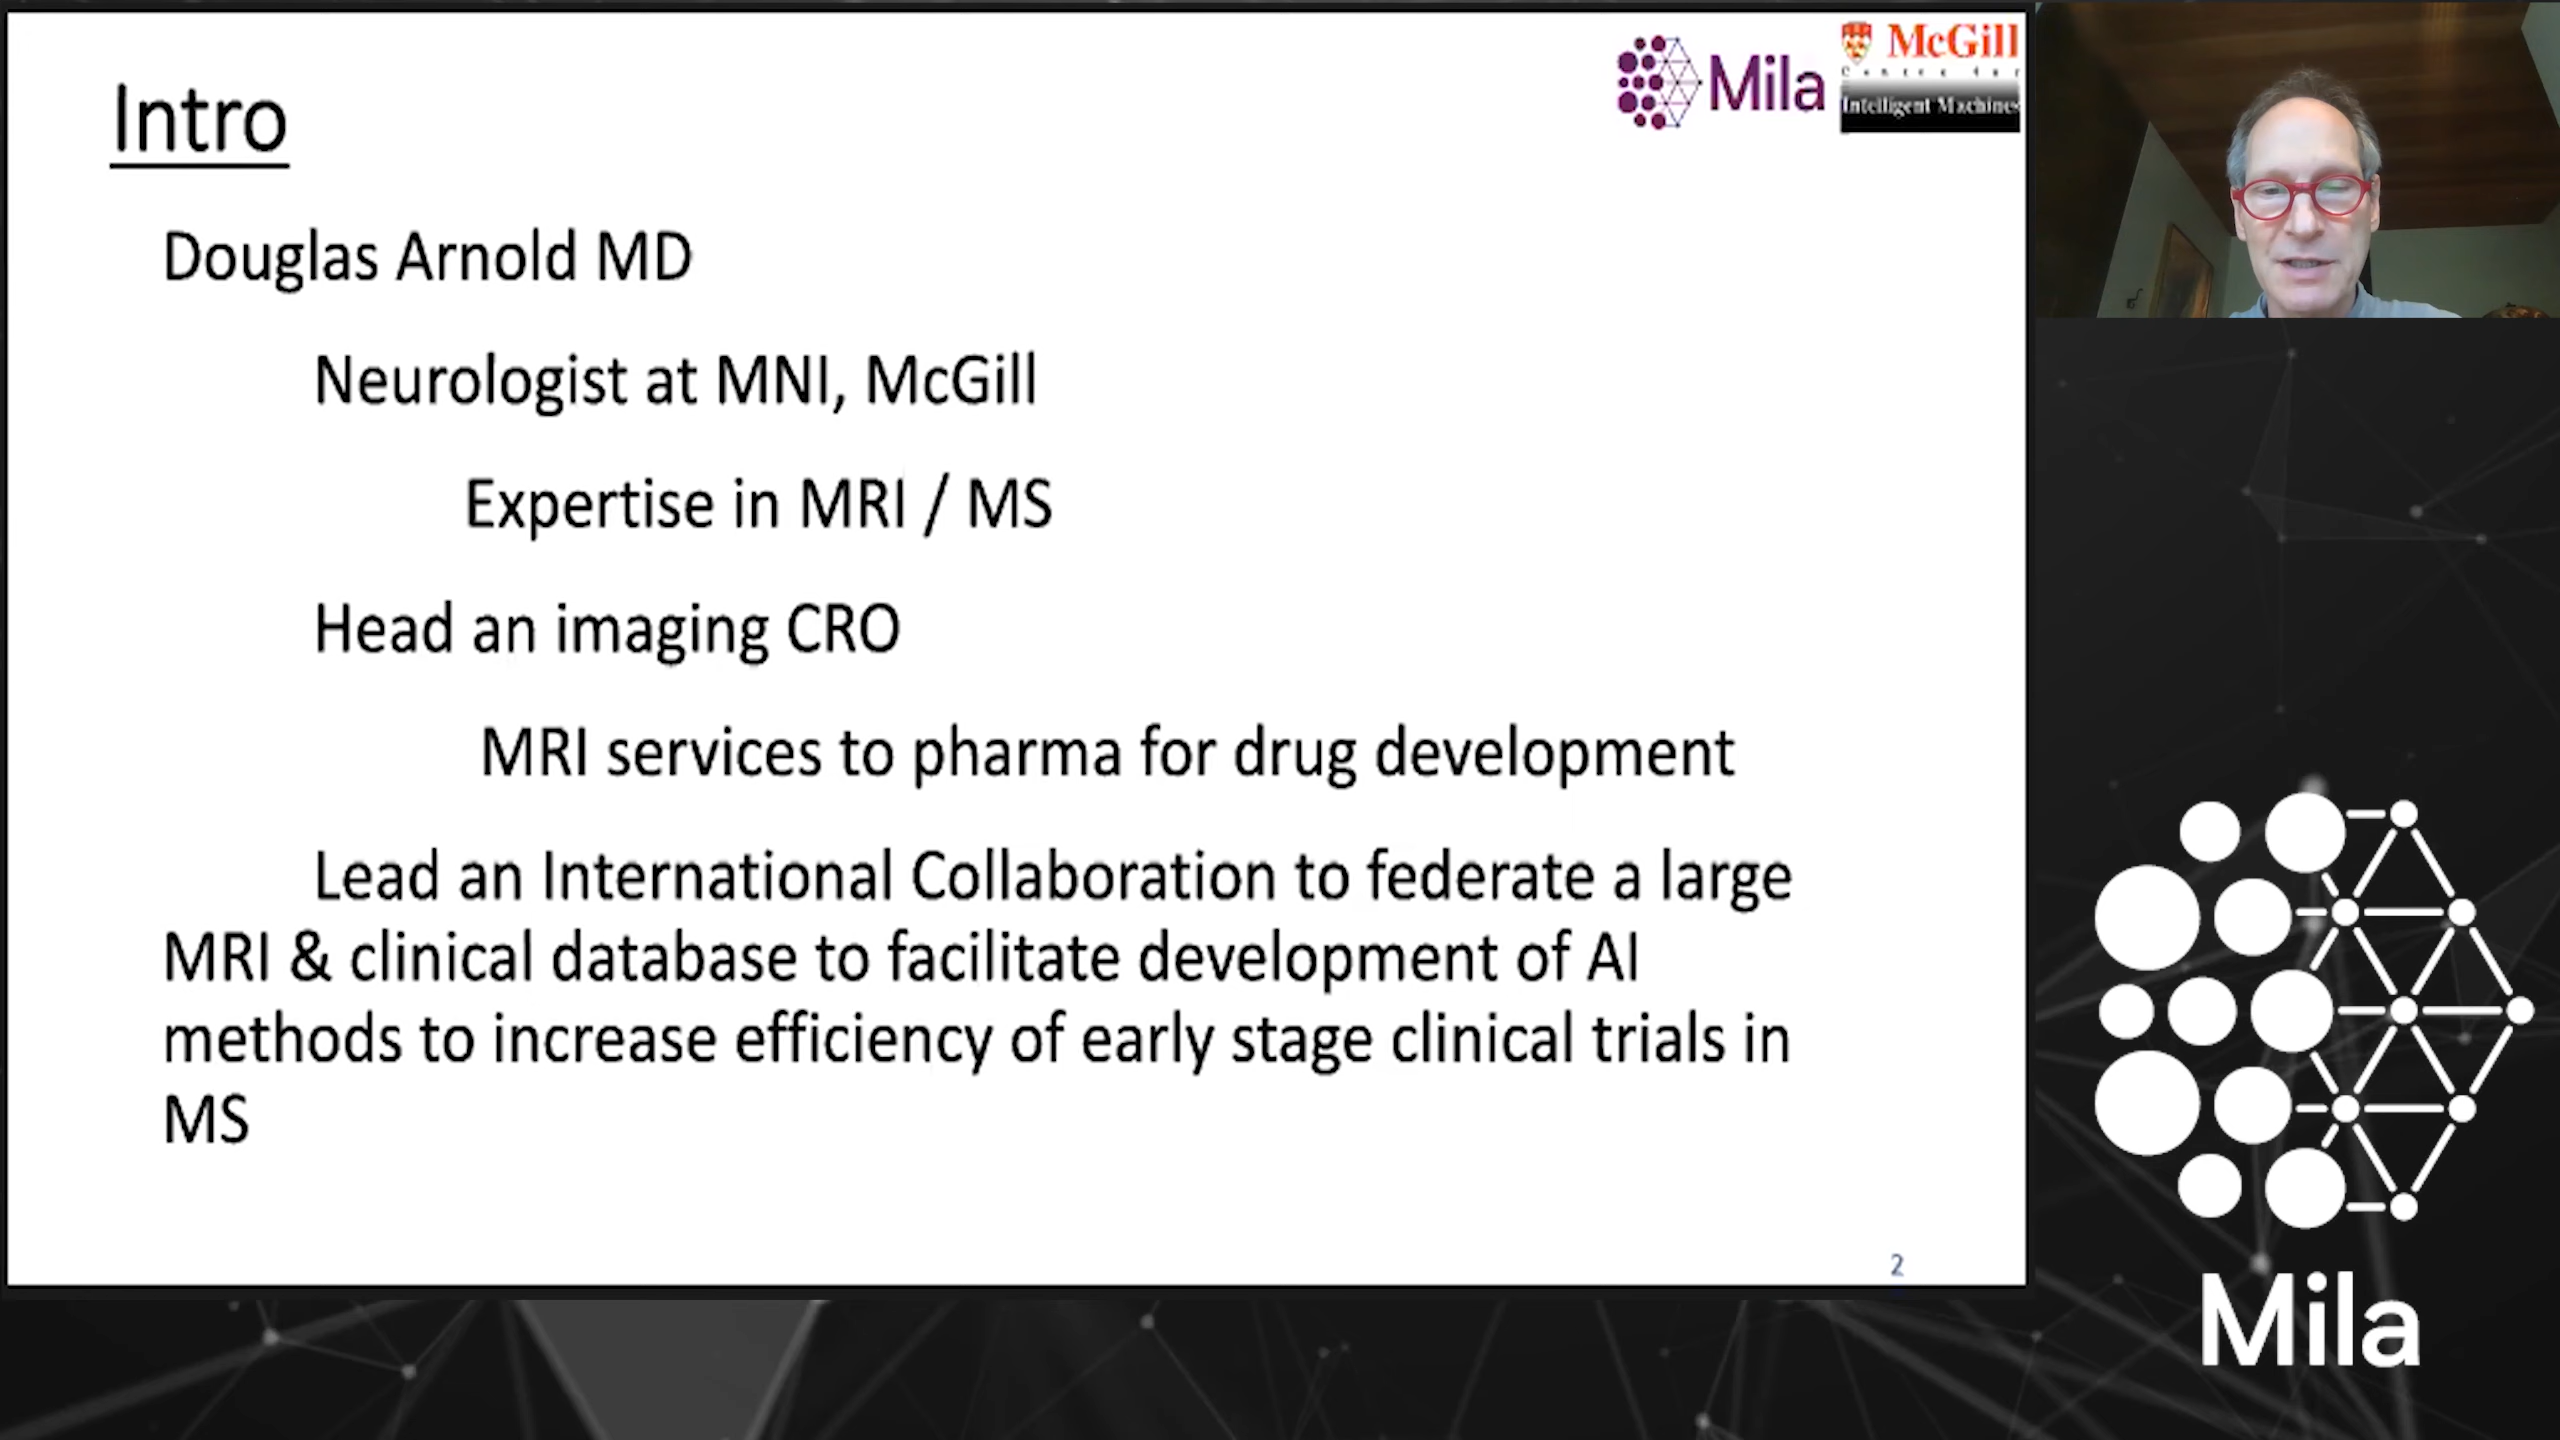 Mila
McGill
Centre for
Intelligent Machines
Intro
Douglas Arnold MD
Neurologist at MNI, McGill
Expertise in MRI / MS
Head an imaging CRO
MRI services to pharma for drug development
Lead an International Collaboration to federate a large
MRI & clinical database to facilitate development of AI
methods to increase efficiency of early stage clinical trials in
MS
2
Mila